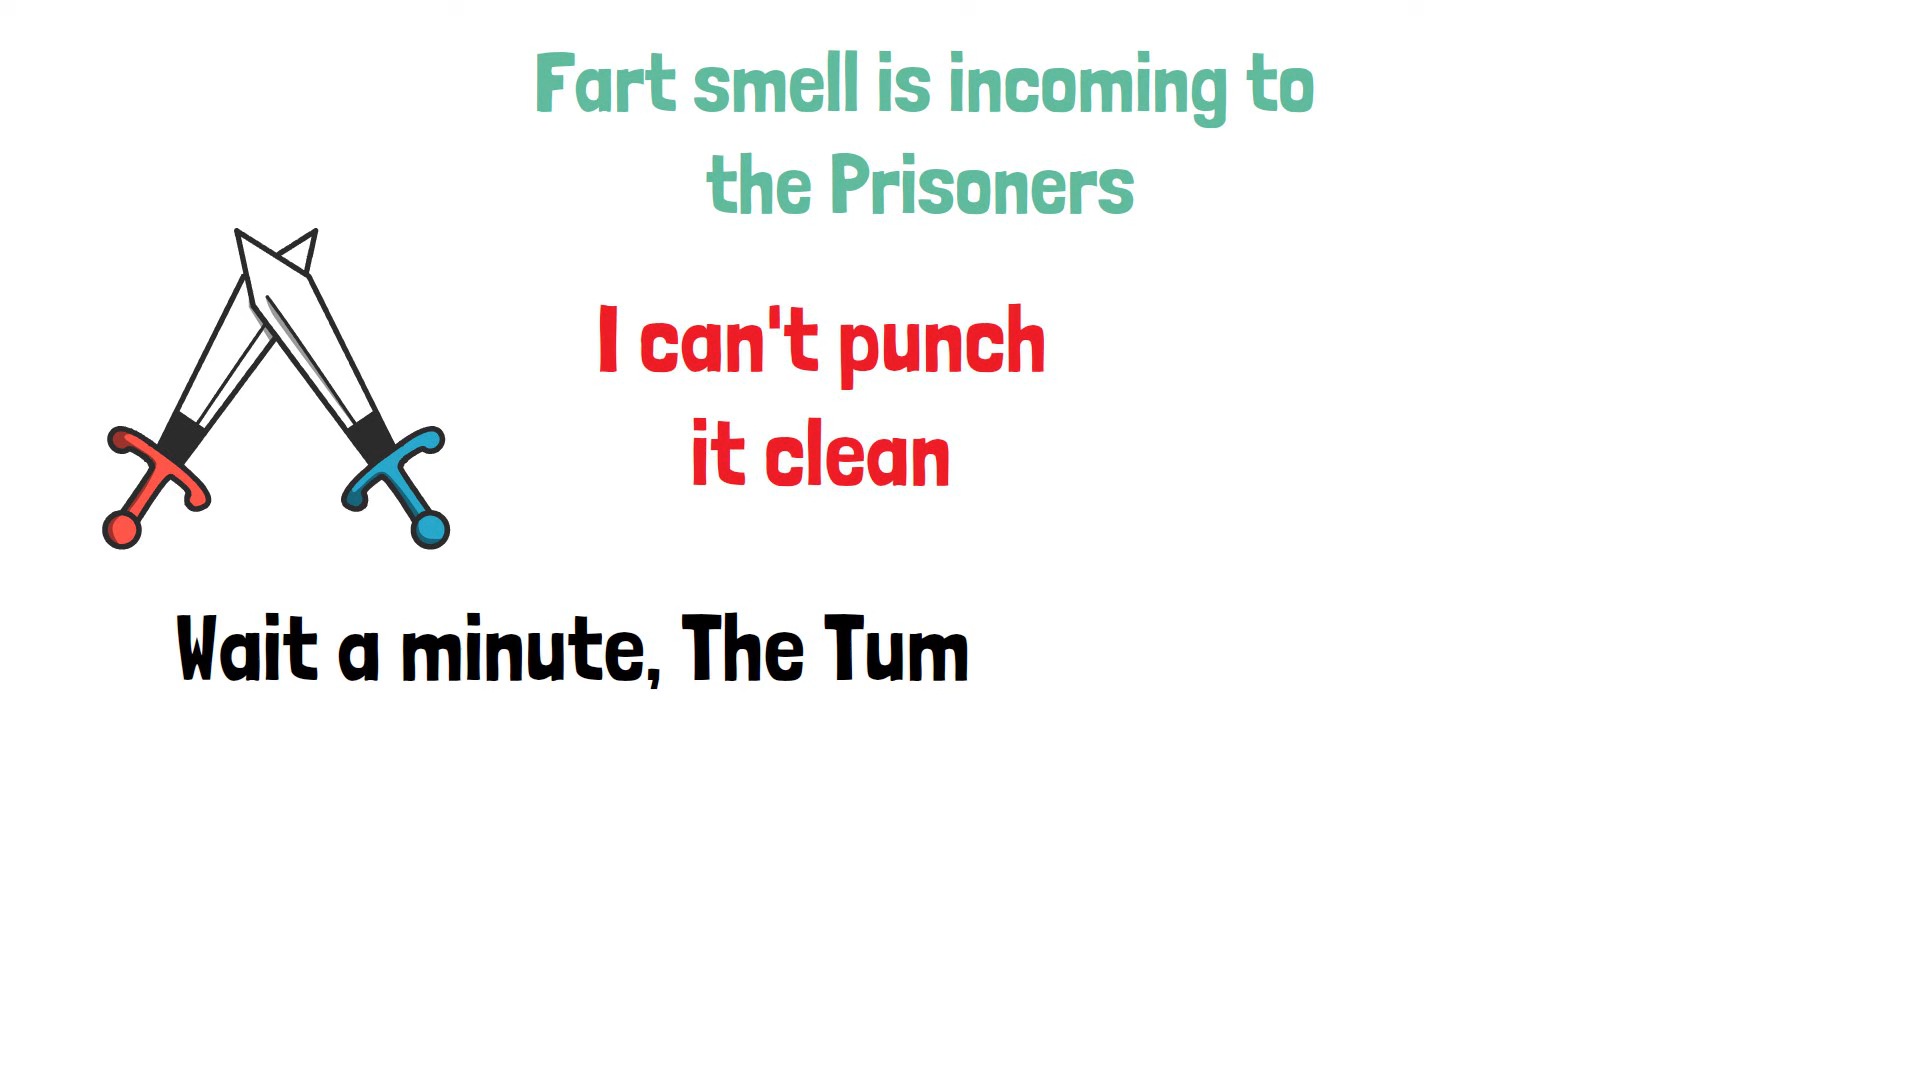 Fart smell is incoming to
the Prisoners
I can't punch
it clean
Wait a minute, The Tum